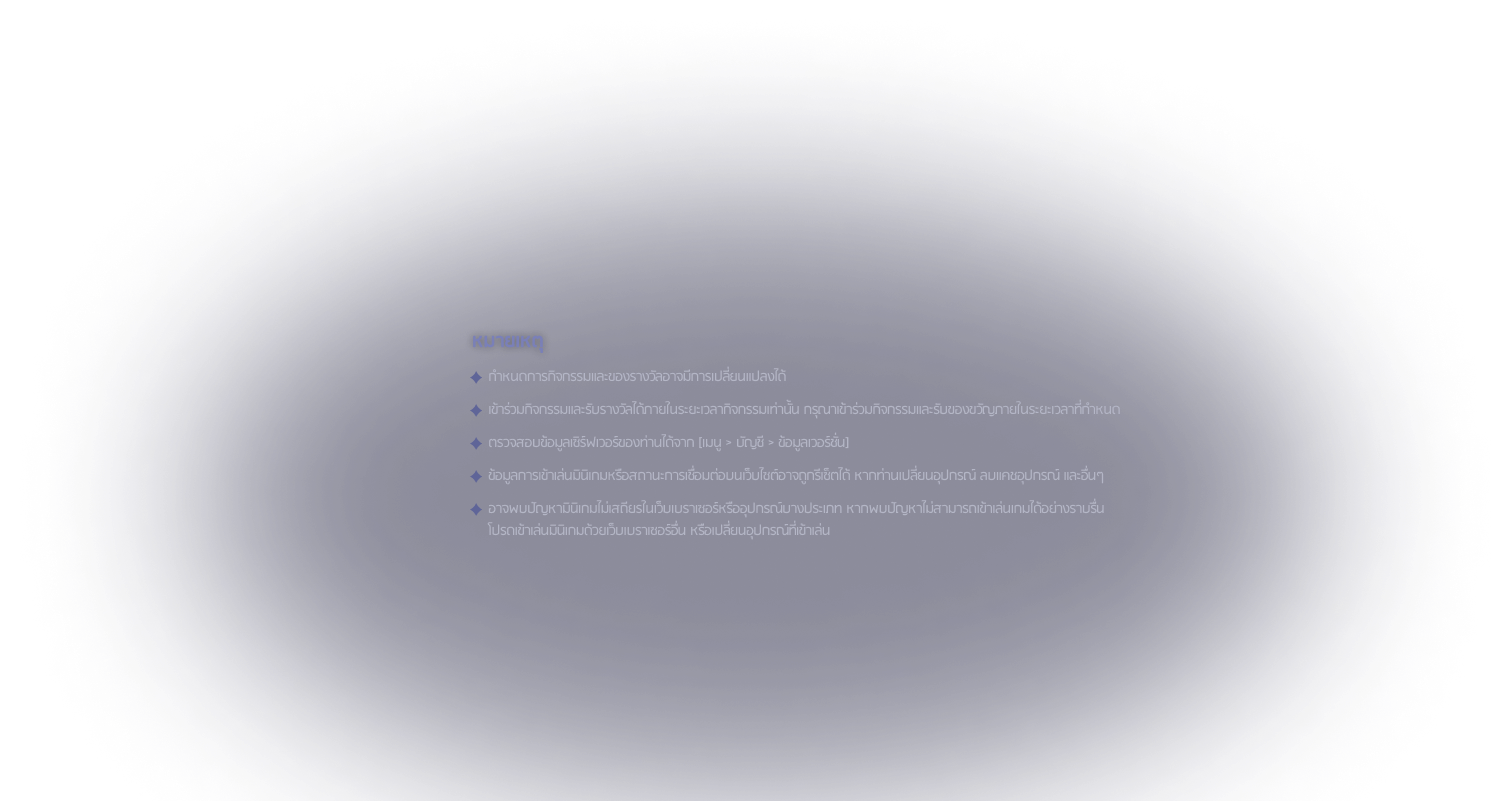 หมายเหตุ
กำหนดการกิจกรรมและของรางวัลอาจมีการเปลี่ยนแปลงได้
เข้าร่วมกิจกรรมและรับรางวัลได้ภายในระยะเวลากิจกรรมเท่านั้น กรุณาเข้าร่วมกิจกรรมและรับของขวัญภายในระยะเวลาที่กำหนด
ตรวจสอบข้อมูลเซิร์ฟเวอร์ของท่านได้จาก [เมนู > บัญชี > ข้อมูลเวอร์ชั่น]
ข้อมูลการเข้าเล่นมินิเกมหรือสถานะการเชื่อมต่อบนเว็บไซต์อาจถูกรีเซ็ตได้ หากท่านเปลี่ยนอุปกรณ์ ลบแคชอุปกรณ์ และอื่นๆ
อาจพบปัญหามินิเกมไม่เสถียรในเว็บเบราเซอร์หรืออุปกรณ์บางประเภท หากพบปัญหาไม่สามารถเข้าเล่นเกมได้อย่างราบรื่น
โปรดเข้าเล่นมินิเกมด้วยเว็บเบราเซอร์อื่น หรือเปลี่ยนอุปกรณ์ที่เข้าเล่น